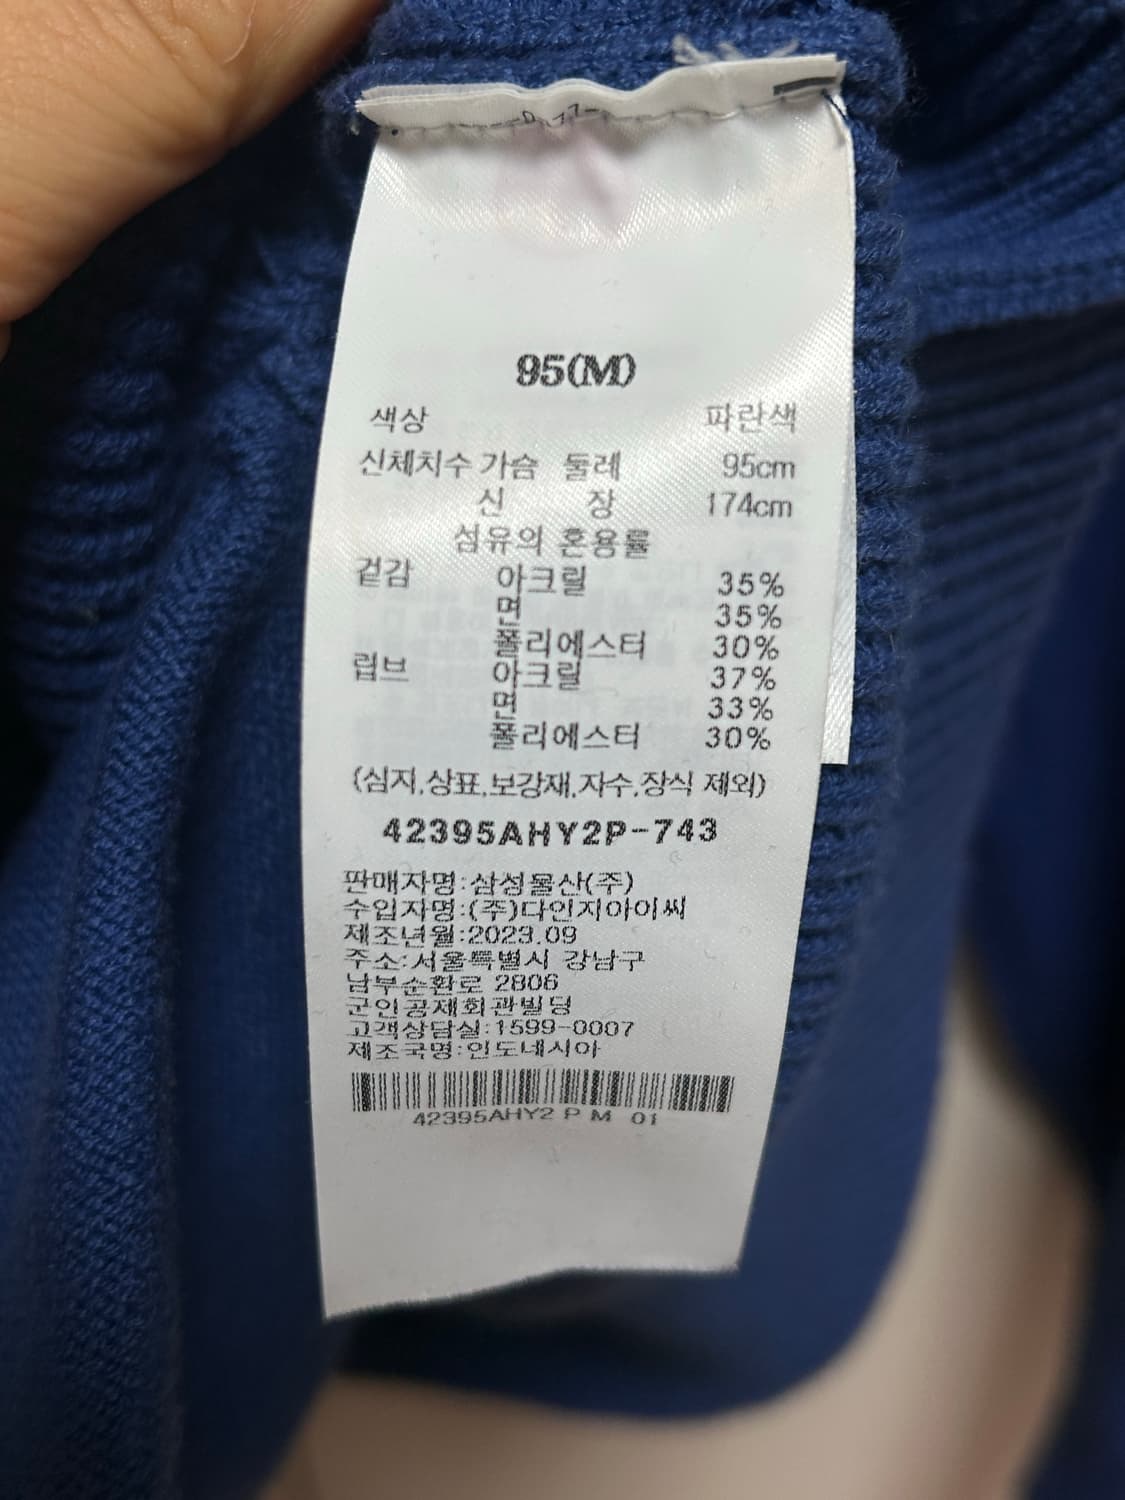 95(M)
색상 파란색
신체치수 가슴 둘레 95cm
신 장 174cm
섬유의 혼용률
겉감 아크릴 35%
면 35%
폴리에스터 30%
립브 아크릴 37%
면 33%
폴리에스터 30%
(심지,상표,보강재,자수,장식 제외)
42395AHY2P-743
판매자명:삼성물산(주)
수입자명:(주)다인지아이씨
제조년월:2023.09
주소:서울특별시 강남구
남부순환로 2806
군인공제회관빌딩
고객상담실:1599-0007
제조국명:인도네시아
42395AHY2 P M 01